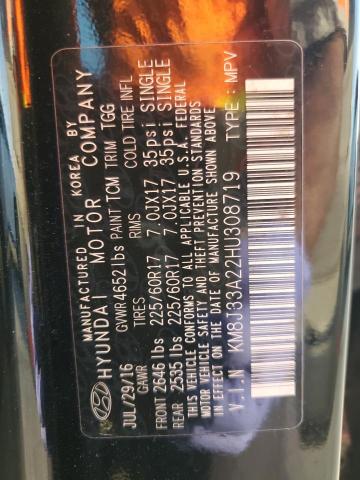 MANUFACTURED IN KOREA BY
HYUNDAI MOTOR COMPANY
GVWR 4652 lbs PAINT TCM TRIM TGG
JUL/29/16 TIRES RIMS COLD TIRE INFL
GAWR
FRONT 2646 lbs 225/60R17 7.0JX17 35psi SINGLE
REAR 2535 lbs 225/60R17 7.0JX17 35psi SINGLE
THIS VEHICLE CONFORMS TO ALL APPLICABLE U.S.A. FEDERAL
MOTOR VEHICLE SAFETY AND THEFT PREVENTION STANDARDS
IN EFFECT ON THE DATE OF MANUFACTURE SHOWN ABOVE
V.I.N KM8J33A22HU308719 TYPE : MPV